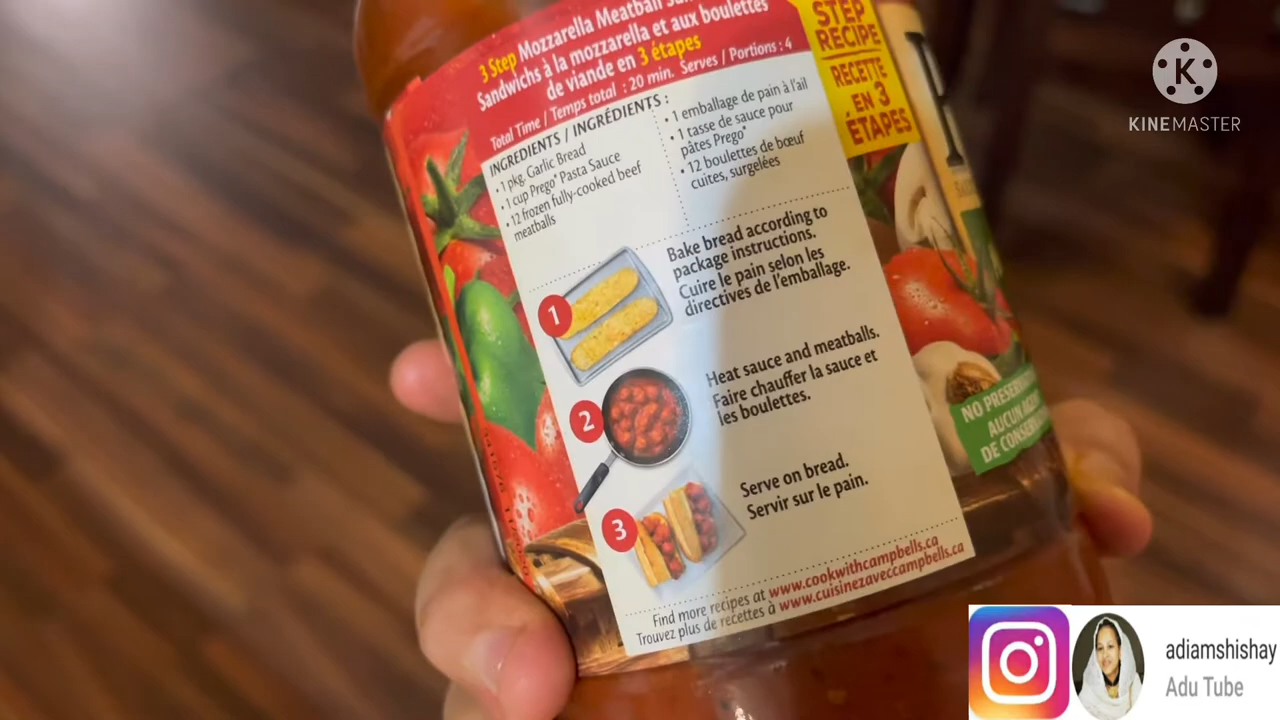 3 Step Mozzarella Meatball
Sandwichs à la mozzarella et aux boulettes
de viande en 3 étapes
Total Time / Temps total : 20 min. Serves / Portions : 4
STEP
RECIPE
RECETTE
EN 3
ÉTAPES
INGREDIENTS / INGRÉDIENTS :
• 1 pkg. Garlic Bread
• 1 cup Prego® Pasta Sauce
• 12 frozen fully-cooked beef
meatballs
• 1 emballage de pain à l'ail
• 1 tasse de sauce pour
pâtes Prego®
• 12 boulettes de bœuf
cuites, surgelées
1
Bake bread according to
package instructions.
Cuire le pain selon les
directives de l'emballage.
2
Heat sauce and meatballs.
Faire chauffer la sauce et
les boulettes.
3
Serve on bread.
Servir sur le pain.
Find more recipes at www.cookwithcampbells.ca
Trouvez plus de recettes à www.cuisinezaveccampbells.ca
NO
AUCUN
DE
K
KINEMASTER
adiamshishay
Adu Tube